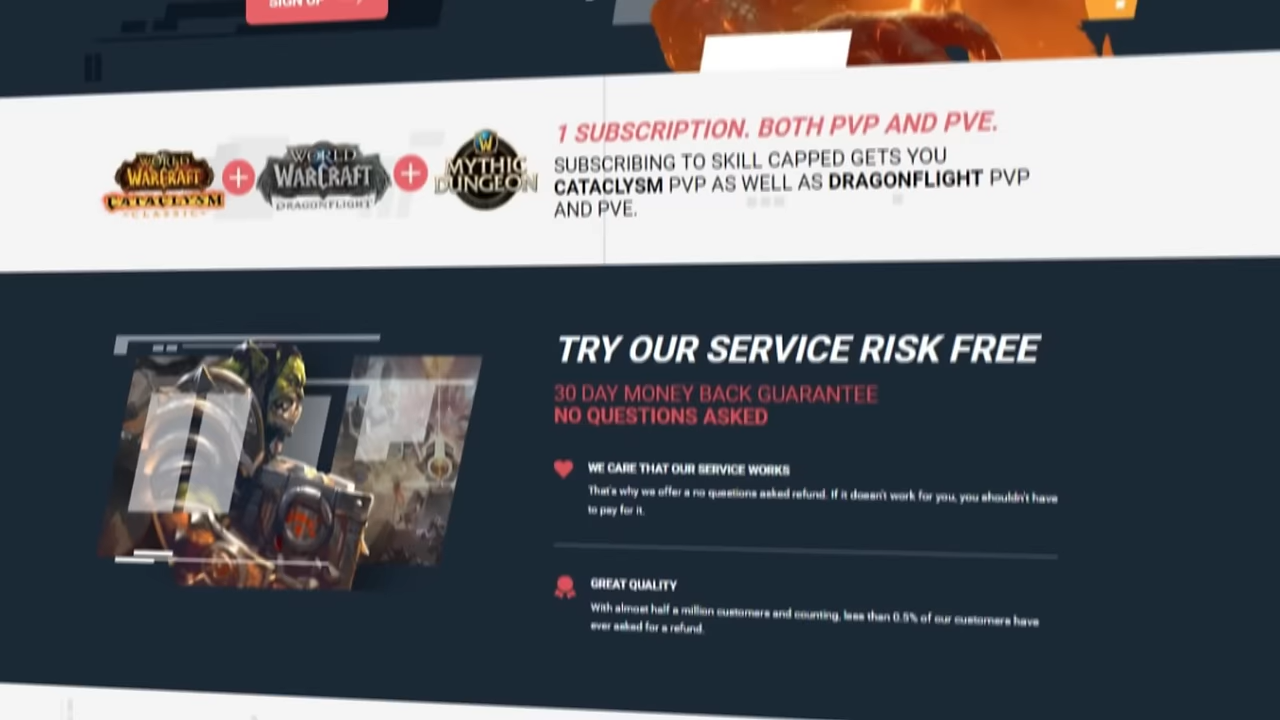 SIGN UP
1 SUBSCRIPTION. BOTH PVP AND PVE.
SUBSCRIBING TO SKILL CAPPED GETS YOU
CATACLYSM PVP AS WELL AS DRAGONFLIGHT PVP
AND PVE.
WORLD
WARCRAFT
CATACLYSM
CLASSIC
WORLD
WARCRAFT
DRAGONFLIGHT
W
MYTHIC
DUNGEON
TRY OUR SERVICE RISK FREE
30 DAY MONEY BACK GUARANTEE
NO QUESTIONS ASKED
WE CARE THAT OUR SERVICE WORKS
That's why we offer a no questions asked refund. If it doesn't work for you, you shouldn't have
to pay for it.
GREAT QUALITY
With almost half a million customers and counting, less than 0.5% of our customers have
ever asked for a refund.